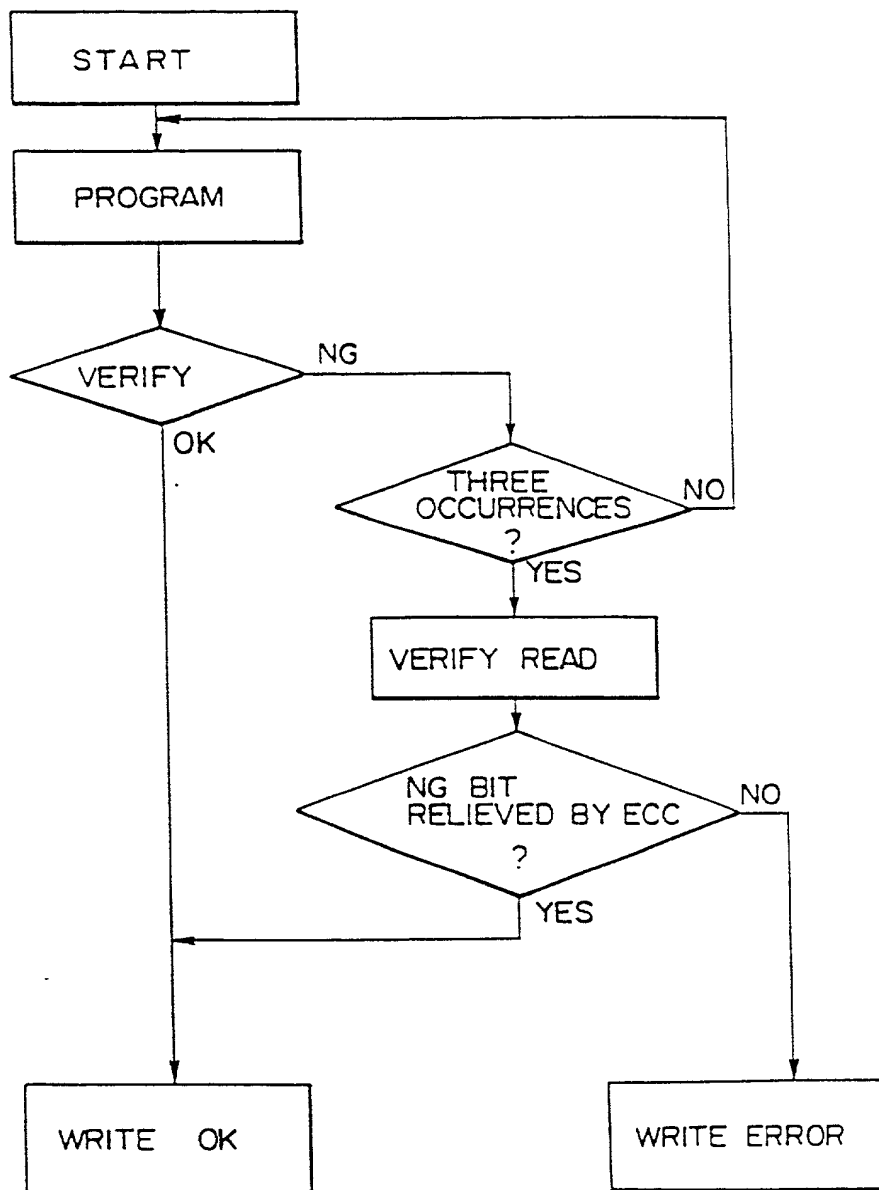 START
PROGRAM
VERIFY
NG
OK
THREE
OCCURRENCES
?
NO
YES
VERIFY READ
NG BIT
RELIEVED BY ECC
?
NO
YES
WRITE OK
WRITE ERROR